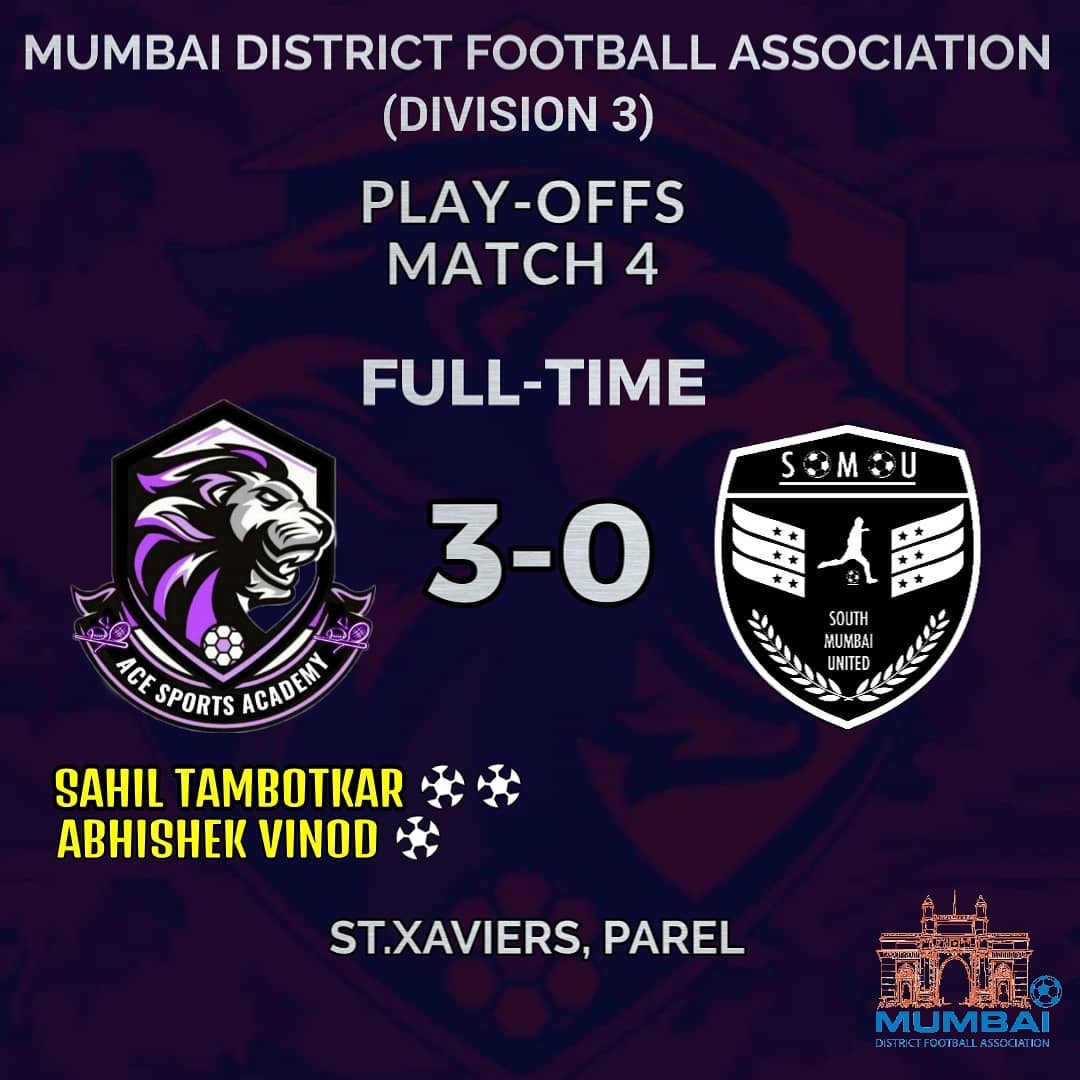 MUMBAI DISTRICT FOOTBALL ASSOCIATION
(DIVISION 3)
PLAY-OFFS
MATCH 4
FULL-TIME
ACE SPORTS ACADEMY
3-0
SOMOU
SOUTH
MUMBAI
UNITED
SAHIL TAMBOTKAR
ABHISHEK VINOD
ST.XAVIERS, PAREL
MUMBAI
DISTRICT FOOTBALL ASSOCIATION